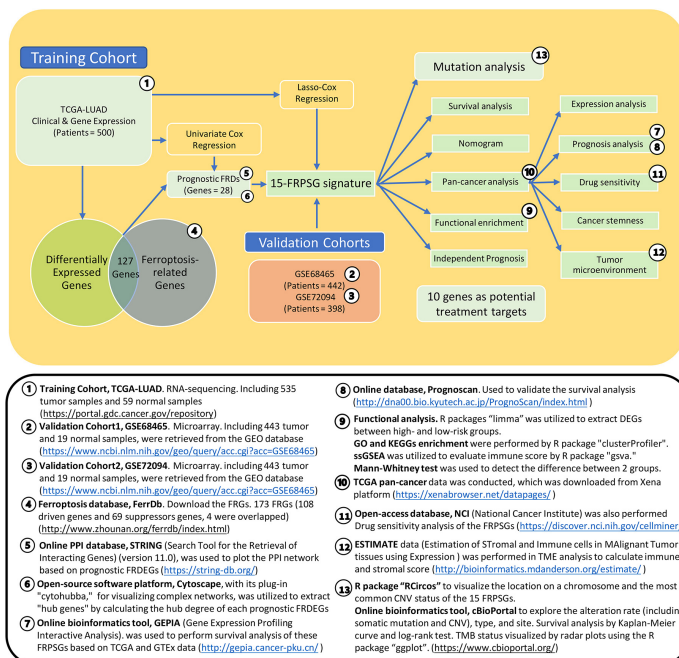 Training Cohort
1
TCGA-LUAD
Clinical & Gene Expression
(Patients = 500)
Lasso-Cox
Regression
Univariate Cox
Regression
Prognostic FRDs
(Genes = 28)
5
6
15-FRPSG signature
4
Differentially
Expressed
Genes
127
Genes
Ferroptosis-
related
Genes
Validation Cohorts
GSE68465
(Patients = 442)
GSE72094
(Patients = 398)
2
3
Mutation analysis
13
Survival analysis
Nomogram
Pan-cancer analysis
10
Functional enrichment
9
Independent Prognosis
10 genes as potential
treatment targets
Expression analysis
Prognosis analysis
7
8
Drug sensitivity
11
Cancer stemness
Tumor
microenvironment
12
1 Training Cohort, TCGA-LUAD. RNA-sequencing. Including 535
tumor samples and 59 normal samples
(https://portal.gdc.cancer.gov/repository)
2 Validation Cohort1, GSE68465. Microarray. Including 443 tumor
and 19 normal samples, were retrieved from the GEO database
(https://www.ncbi.nlm.nih.gov/geo/query/acc.cgi?acc=GSE68465)
3 Validation Cohort2, GSE72094. Microarray. including 443 tumor
and 19 normal samples, were retrieved from the GEO database
(https://www.ncbi.nlm.nih.gov/geo/query/acc.cgi?acc=GSE68465)
4 Ferroptosis database, FerrDb. Download the FRGs. 173 FRGs (108
driven genes and 69 suppressors genes, 4 were overlapped)
(http://www.zhounan.org/ferrdb/index.html)
5 Online PPI database, STRING (Search Tool for the Retrieval of
Interacting Genes) (version 11.0), was used to plot the PPI network
based on prognostic FRDEGs (https://string-db.org/)
6 Open-source software platform, Cytoscape, with its plug-in
"cytohubba," for visualizing complex networks, was utilized to extract
"hub genes" by calculating the hub degree of each prognostic FRDEGs
7 Online bioinformatics tool, GEPIA (Gene Expression Profiling
Interactive Analysis). was used to perform survival analysis of these
FRPSGs based on TCGA and GTEx data (http://gepia.cancer-pku.cn/ )
8 Online database, Prognoscan. Used to validate the survival analysis
(http://dna00.bio.kyutech.ac.jp/PrognoScan/index.html )
9 Functional analysis. R packages "limma" was utilized to extract DEGs
between high- and low-risk groups.
GO and KEGGs enrichment were performed by R package "clusterProfiler".
ssGSEA was utilized to evaluate immune score by R package "gsva."
Mann-Whitney test was used to detect the difference between 2 groups.
10 TCGA pan-cancer data was conducted, which was downloaded from Xena
platform (https://xenabrowser.net/datapages/ )
11 Open-access database, NCI (National Cancer Institute) was also performed
Drug sensitivity analysis of the FRPSGs (https://discover.nci.nih.gov/cellminer/
12 ESTIMATE data (Estimation of STromal and Immune cells in MAlignant Tumor
tissues using Expression ) was performed in TME analysis to calculate immune
and stromal score (http://bioinformatics.mdanderson.org/estimate/ )
13 R package "RCircos" to visualize the location on a chromosome and the most
common CNV status of the 15 FRPSGs.
Online bioinformatics tool, cBioPortal to explore the alteration rate (including
somatic mutation and CNV), type, and site. Survival analysis by Kaplan-Meier
curve and log-rank test. TMB status visualized by radar plots using the R
package "ggplot". (https://www.cbioportal.org/)